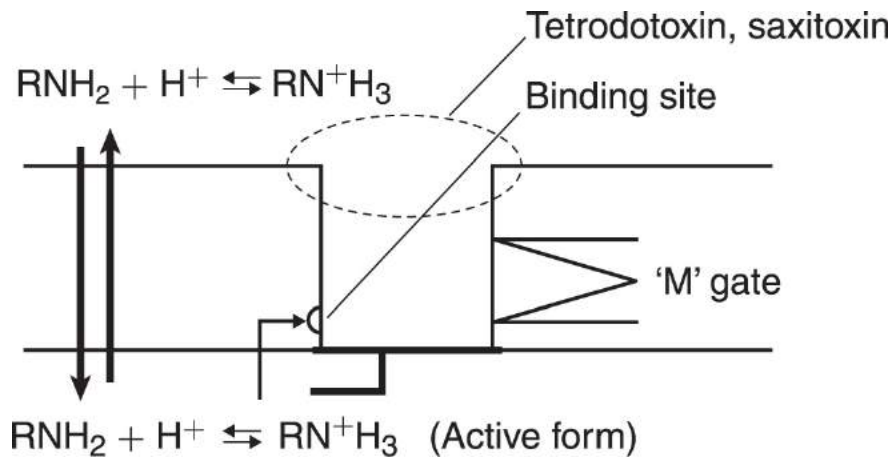 Tetrodotoxin, saxitoxin
RNH₂ + H⁺ ⇆ RN⁺H₃
Binding site
‘M’ gate
RNH₂ + H⁺ ⇆ RN⁺H₃ (Active form)